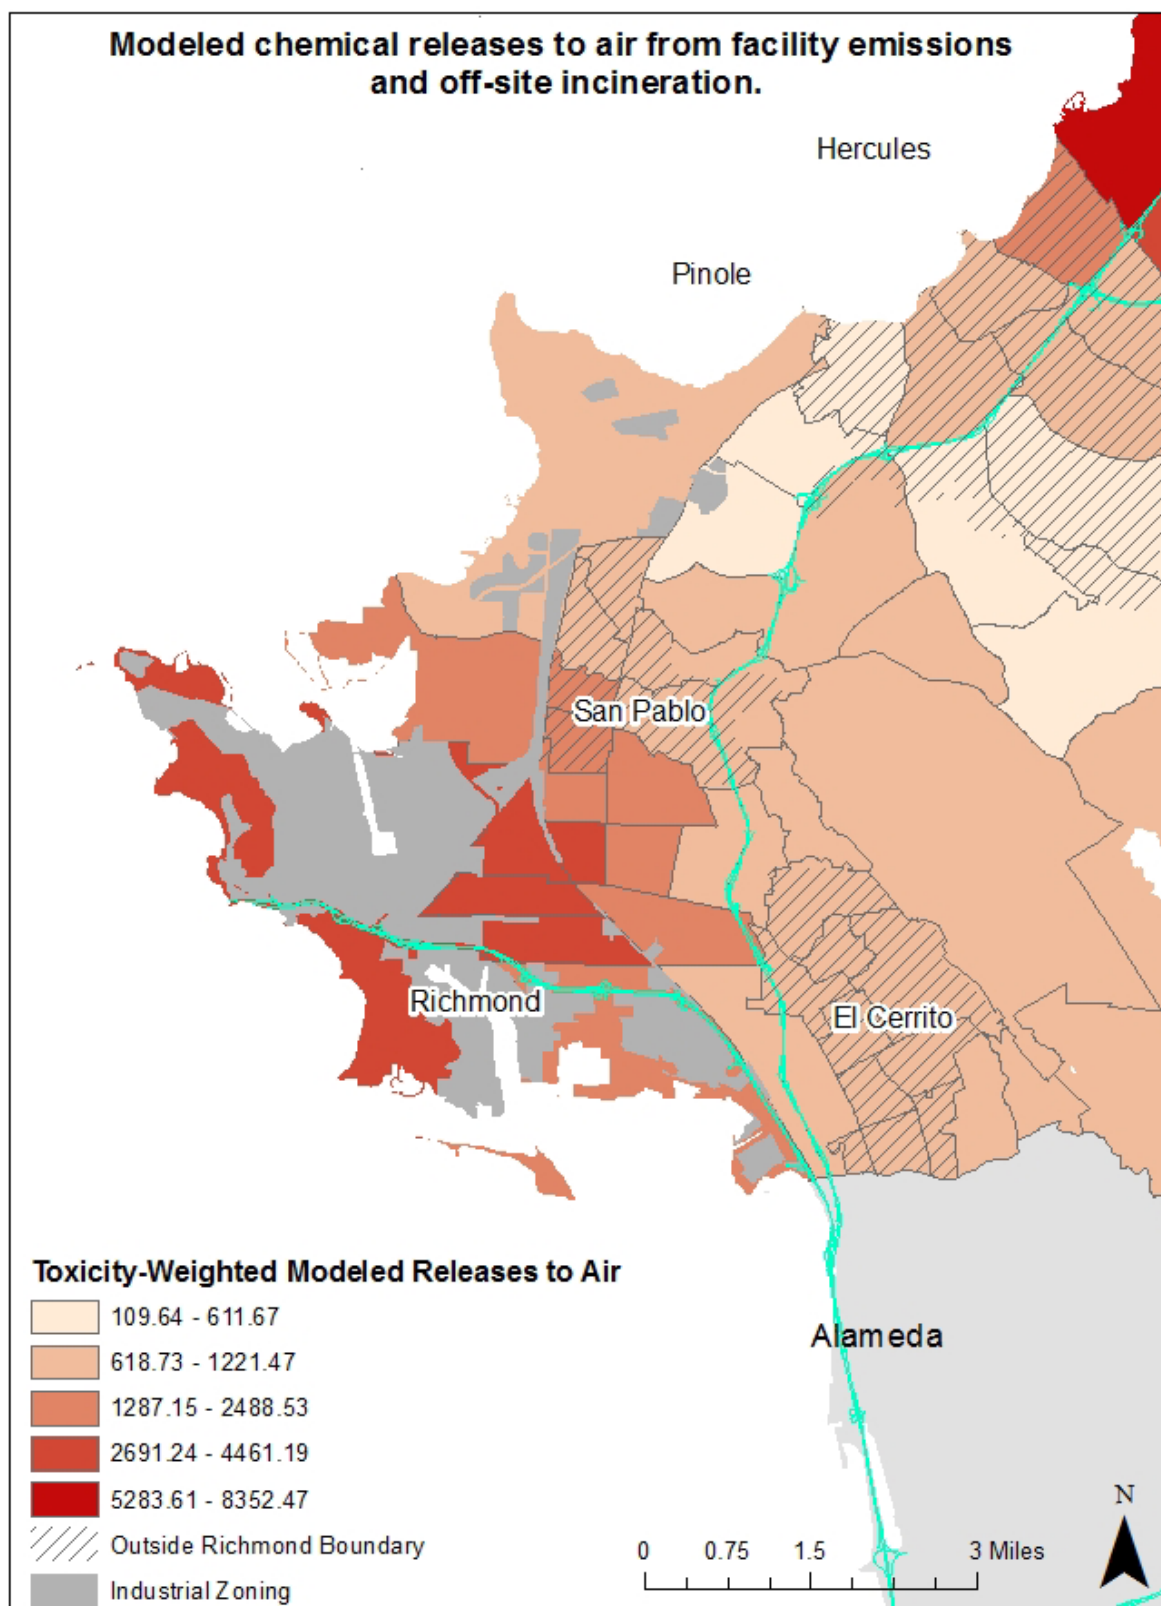 Modeled chemical releases to air from facility emissions
and off-site incineration.
Hercules
Pinole
San Pablo
Richmond
El Cerrito
Alameda
Toxicity-Weighted Modeled Releases to Air
109.64 - 611.67
618.73 - 1221.47
1287.15 - 2488.53
2691.24 - 4461.19
5283.61 - 8352.47
Outside Richmond Boundary
Industrial Zoning
0 0.75 1.5 3 Miles
N